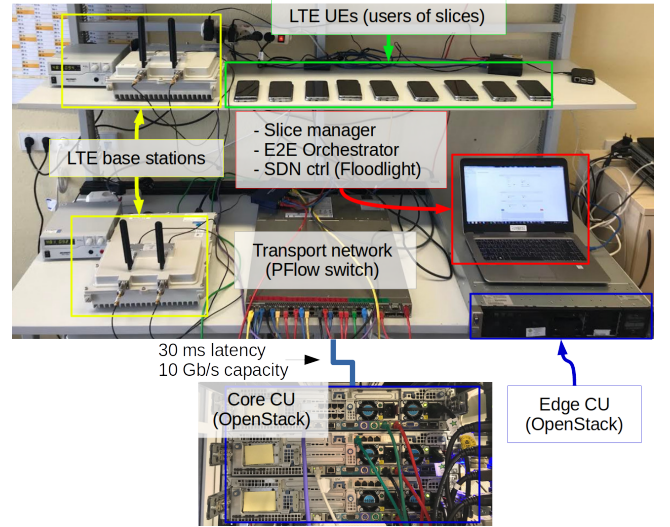 LTE UEs (users of slices)
- Slice manager
- E2E Orchestrator
- SDN ctrl (Floodlight)
LTE base stations
Transport network
(PFlow switch)
30 ms latency
10 Gb/s capacity
Core CU
(OpenStack)
Edge CU
(OpenStack)